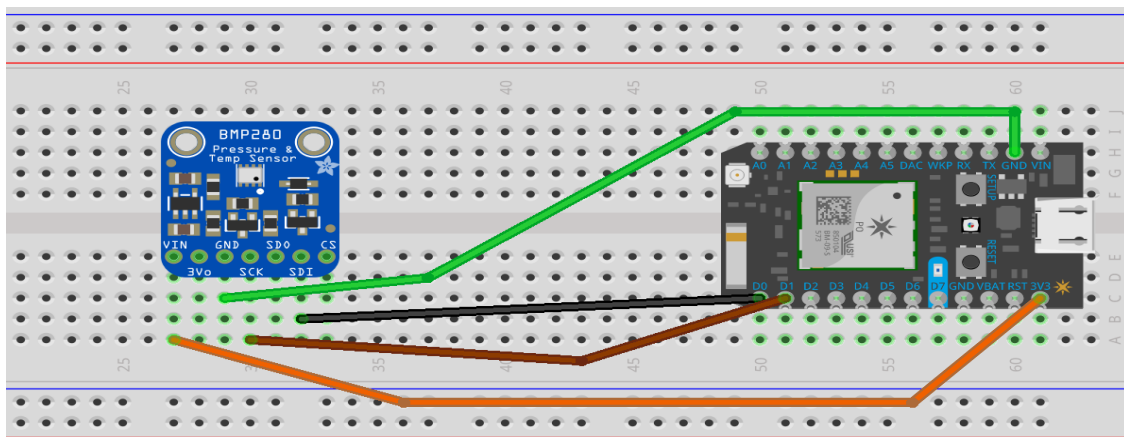 25 30 35 40 45 50 55 60
J
I
H
G
F
BMP280
Pressure &
Temp Sensor
A0 A1 A2 A3 A4 A5 DAC WKP RX TX GND VIN
SETUP
P0
RESET
VIN GND SDO CS
3Vo SCK SDI
E
D
C
B
A
D0 D1 D2 D3 D4 D5 D6 D7 GND VBAT RST 3V3
25 30 35 40 45 50 55 60